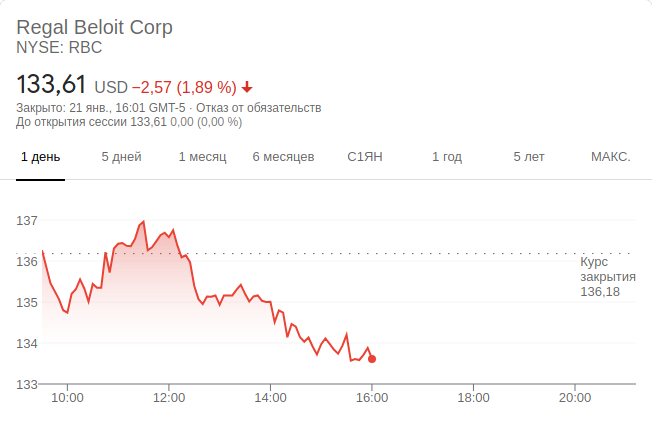 Regal Beloit Corp
NYSE: RBC
133,61 USD −2,57 (1,89 %)
Закрыто: 21 янв., 16:01 GMT-5 · Отказ от обязательств
До открытия сессии 133,61 0,00 (0,00 %)
1 день 5 дней 1 месяц 6 месяцев С1ЯН 1 год 5 лет МАКС.
137
136
Курс
закрытия
136,18
135
134
133
10:00 12:00 14:00 16:00 18:00 20:00